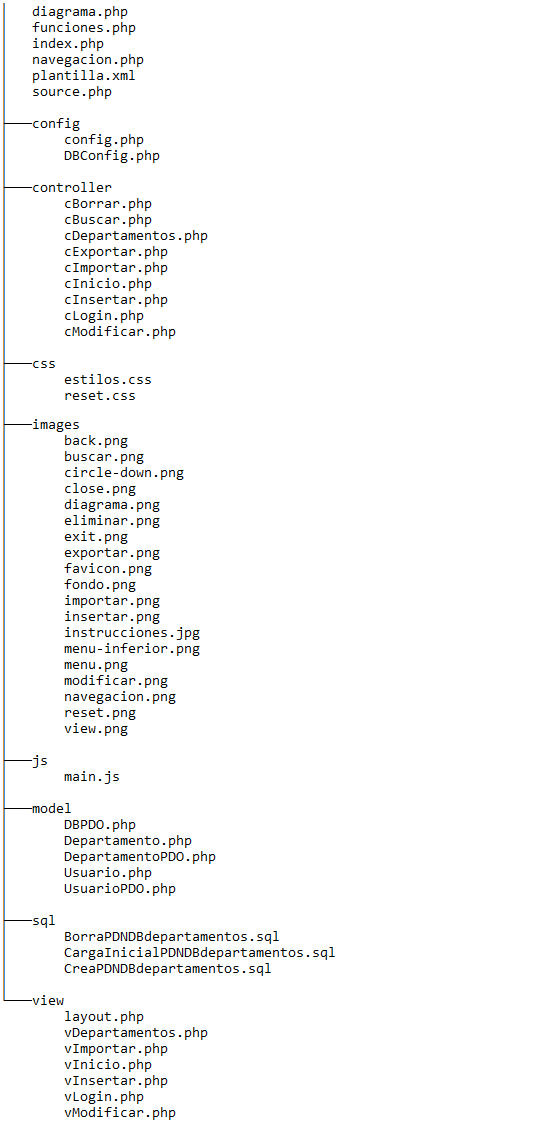 diagrama.php
funciones.php
index.php
navegacion.php
plantilla.xml
source.php
config
config.php
DBConfig.php
controller
cBorrar.php
cBuscar.php
cDepartamentos.php
cExportar.php
cImportar.php
cInicio.php
cInsertar.php
cLogin.php
cModificar.php
css
estilos.css
reset.css
images
back.png
buscar.png
circle-down.png
close.png
diagrama.png
eliminar.png
exit.png
exportar.png
favicon.png
fondo.png
importar.png
insertar.png
instrucciones.jpg
menu-inferior.png
menu.png
modificar.png
navegacion.png
reset.png
view.png
js
main.js
model
DBPDO.php
Departamento.php
DepartamentoPDO.php
Usuario.php
UsuarioPDO.php
sql
BorraPDNDBdepartamentos.sql
CargaInicialPDNDBdepartamentos.sql
CreaPDNDBdepartamentos.sql
view
layout.php
vDepartamentos.php
vImportar.php
vInicio.php
vInsertar.php
vLogin.php
vModificar.php